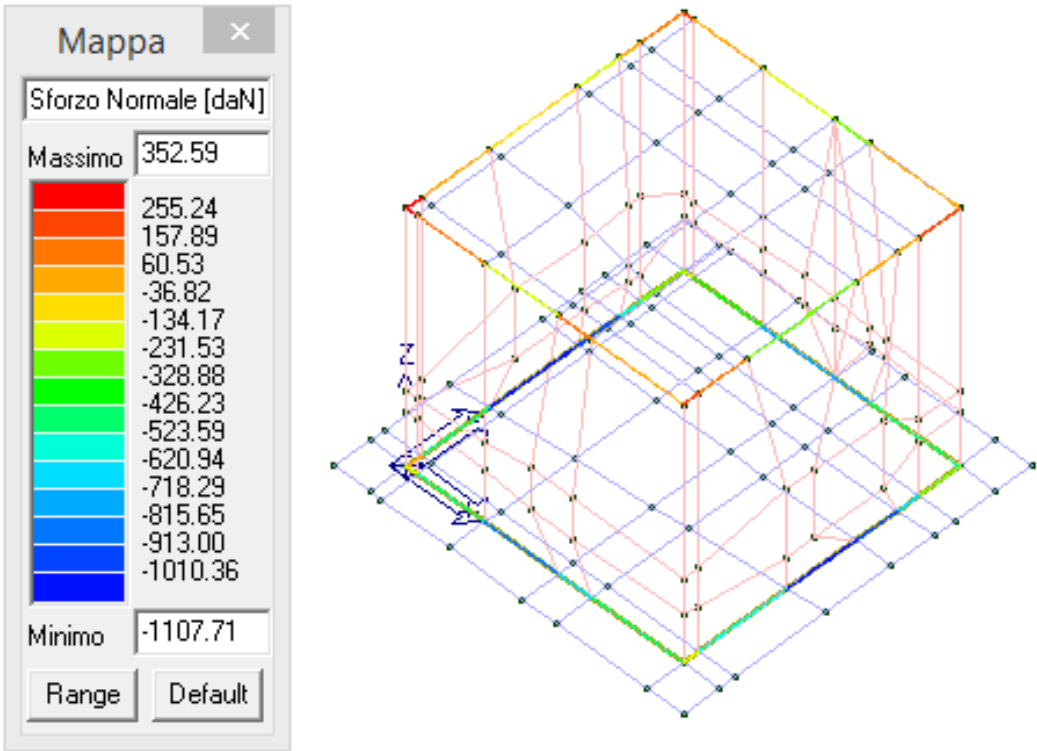 Mappa
Sforzo Normale [daN]
Massimo 352.59
255.24
157.89
60.53
-36.82
-134.17
-231.53
-328.88
-426.23
-523.59
-620.94
-718.29
-815.65
-913.00
-1010.36
Minimo -1107.71
Range Default
Z